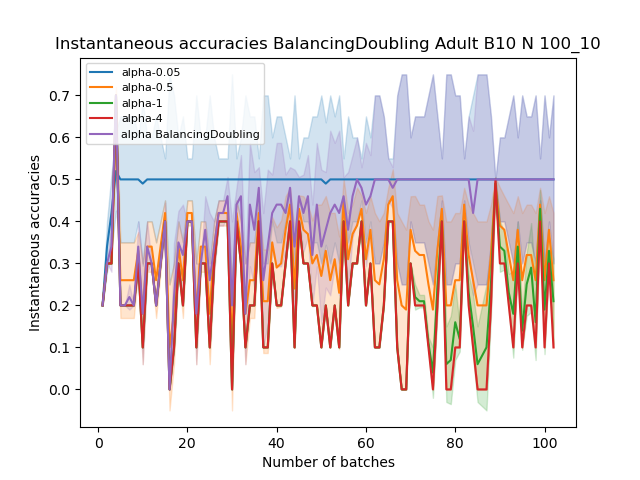 Instantaneous accuracies BalancingDoubling Adult B10 N 100_10
alpha-0.05
alpha-0.5
alpha-1
alpha-4
alpha BalancingDoubling
Instantaneous accuracies
0.7
0.6
0.5
0.4
0.3
0.2
0.1
0.0
0 20 40 60 80 100
Number of batches